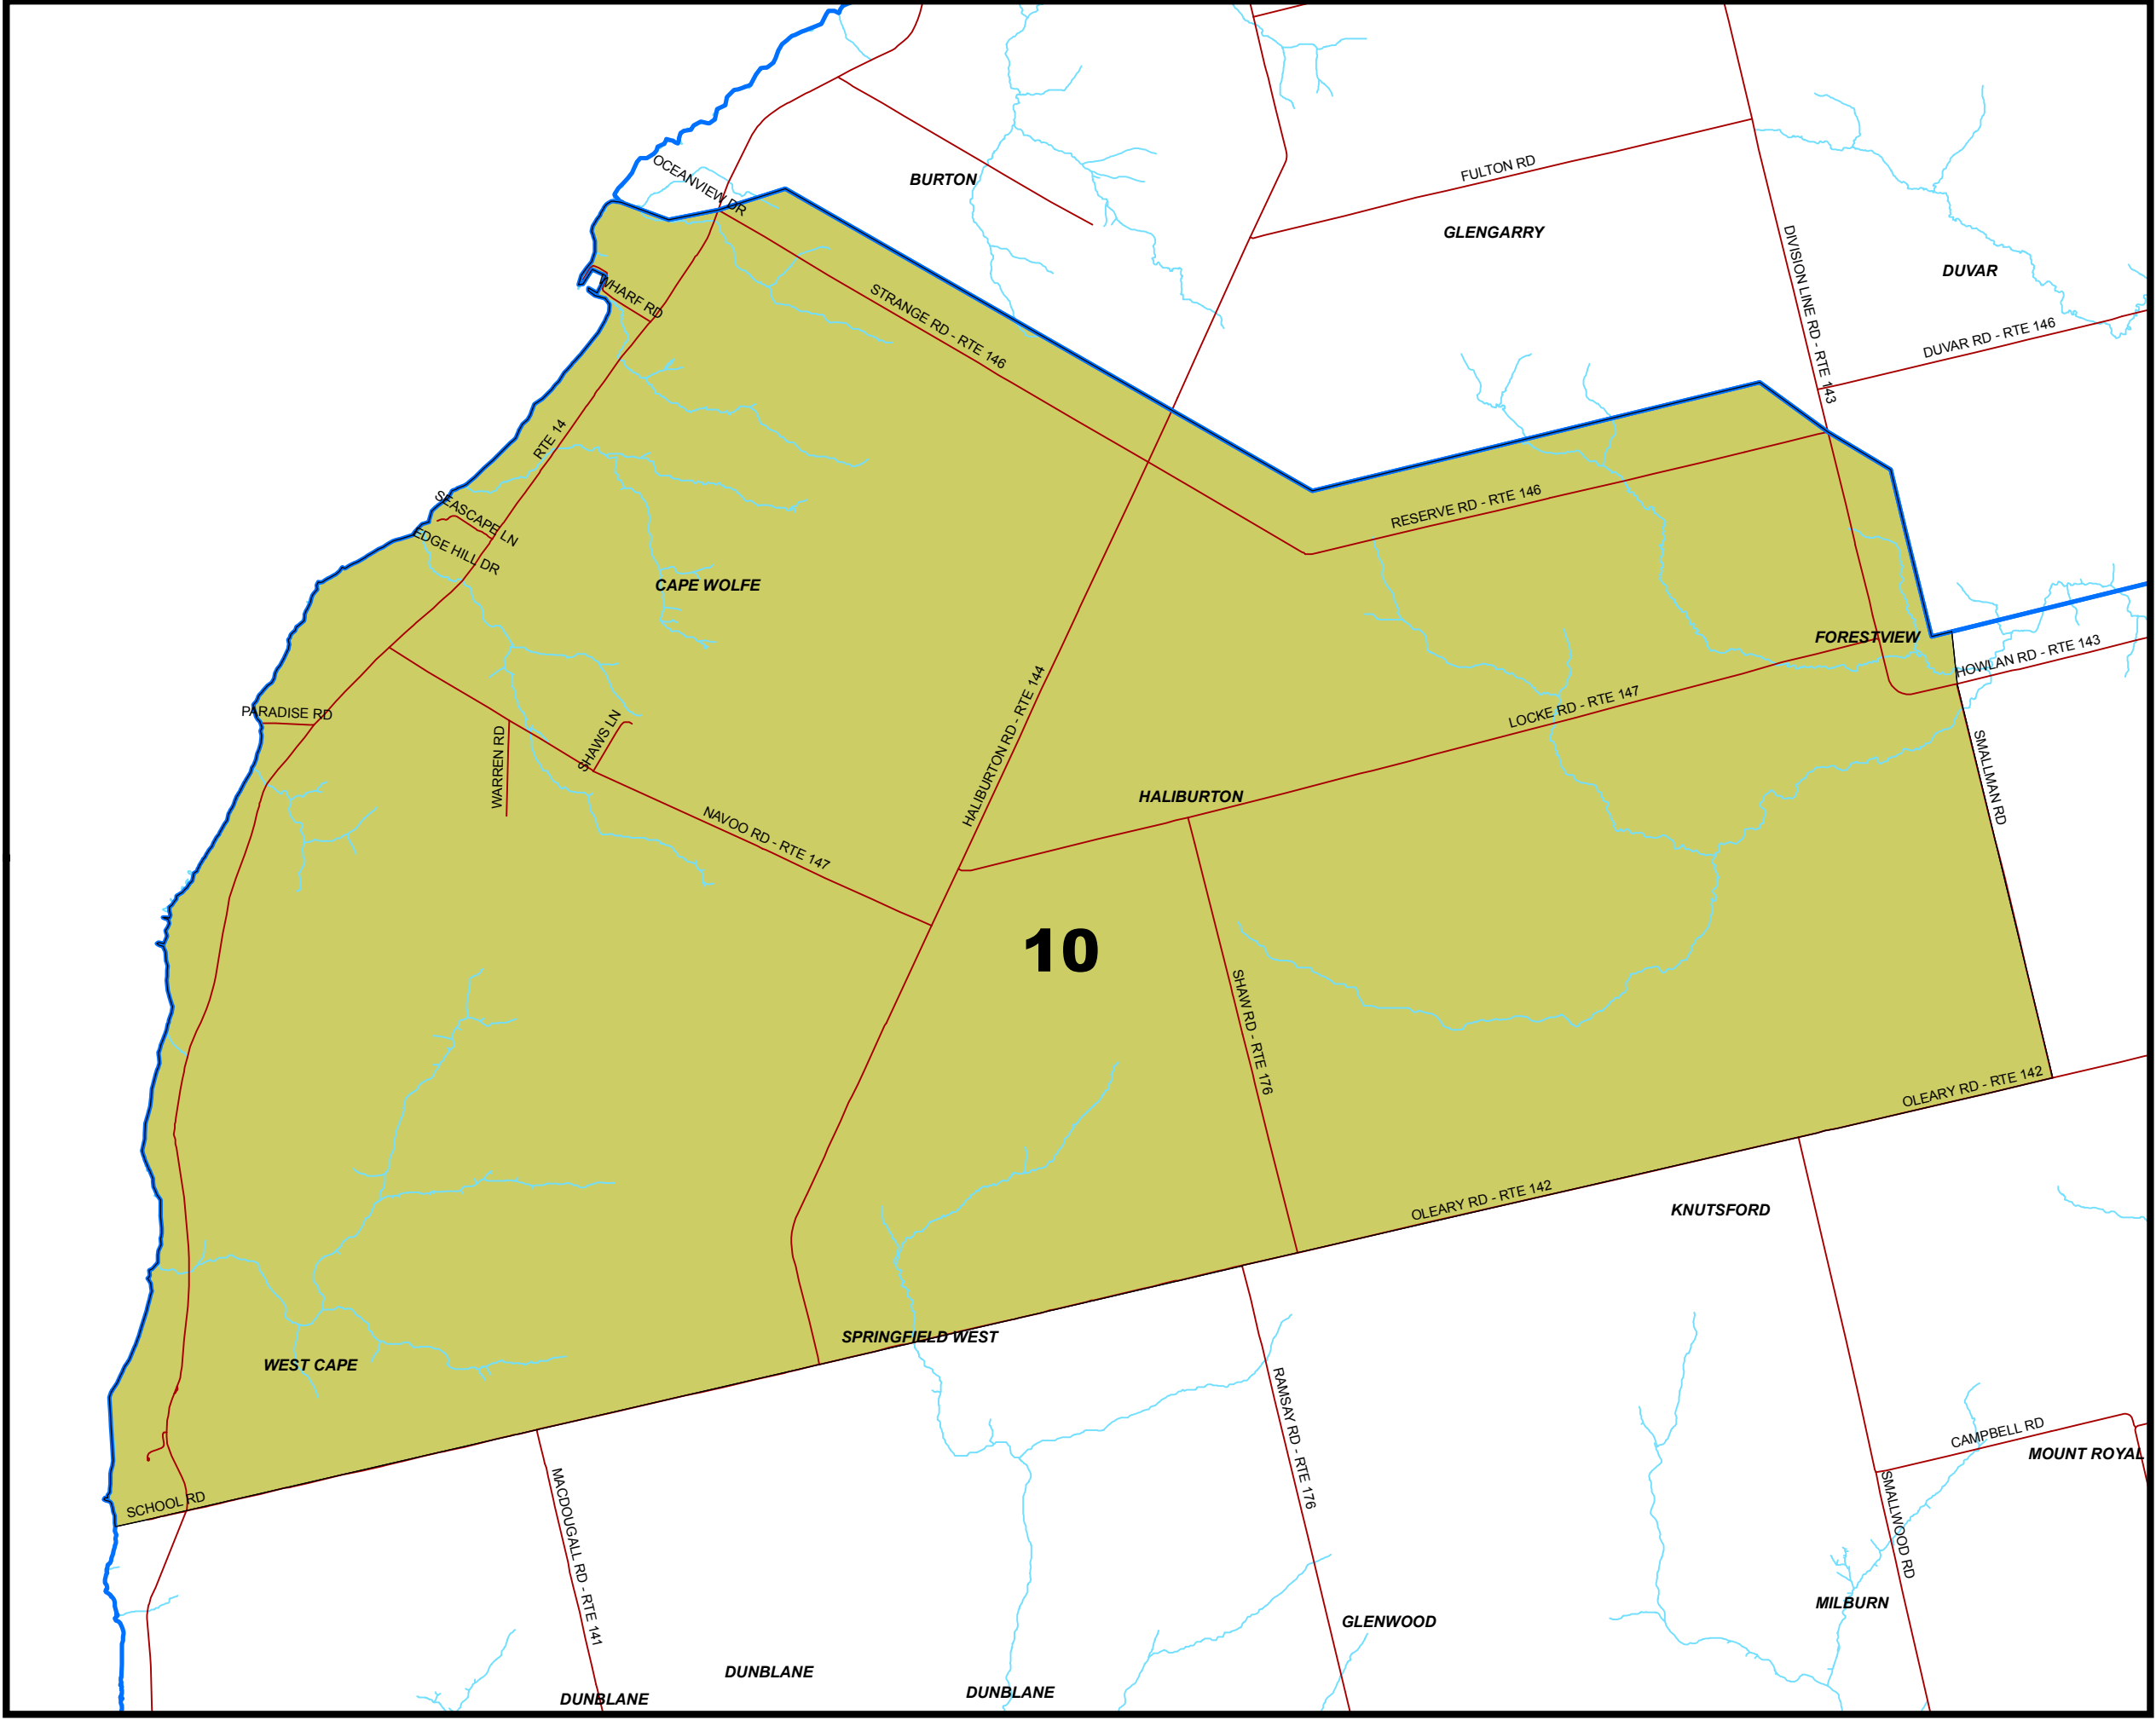 OCEANVIEW DR
BURTON
FULTON RD
GLENGARRY
DIVISION LINE RD - RTE 143
DUVAR
WHARF RD
STRANGE RD - RTE 146
DUVAR RD - RTE 146
RTE 14
RESERVE RD - RTE 146
SEASCAPE LN
EDGE HILL DR
CAPE WOLFE
FORESTVIEW
HOWLAN RD - RTE 143
PARADISE RD
WARREN RD
SHAWS LN
HALIBURTON RD - RTE 144
LOCKE RD - RTE 147
SMALLMAN RD
HALIBURTON
NAVOO RD - RTE 147
10
SHAW RD - RTE 176
OLEARY RD - RTE 142
OLEARY RD - RTE 142
KNUTSFORD
SPRINGFIELD WEST
WEST CAPE
RAMSAY RD - RTE 176
CAMPBELL RD
MOUNT ROYAL
SCHOOL RD
MACDOUGALL RD - RTE 141
SMALLWOOD RD
MILBURN
GLENWOOD
DUNBLANE
DUNBLANE
DUNBLANE